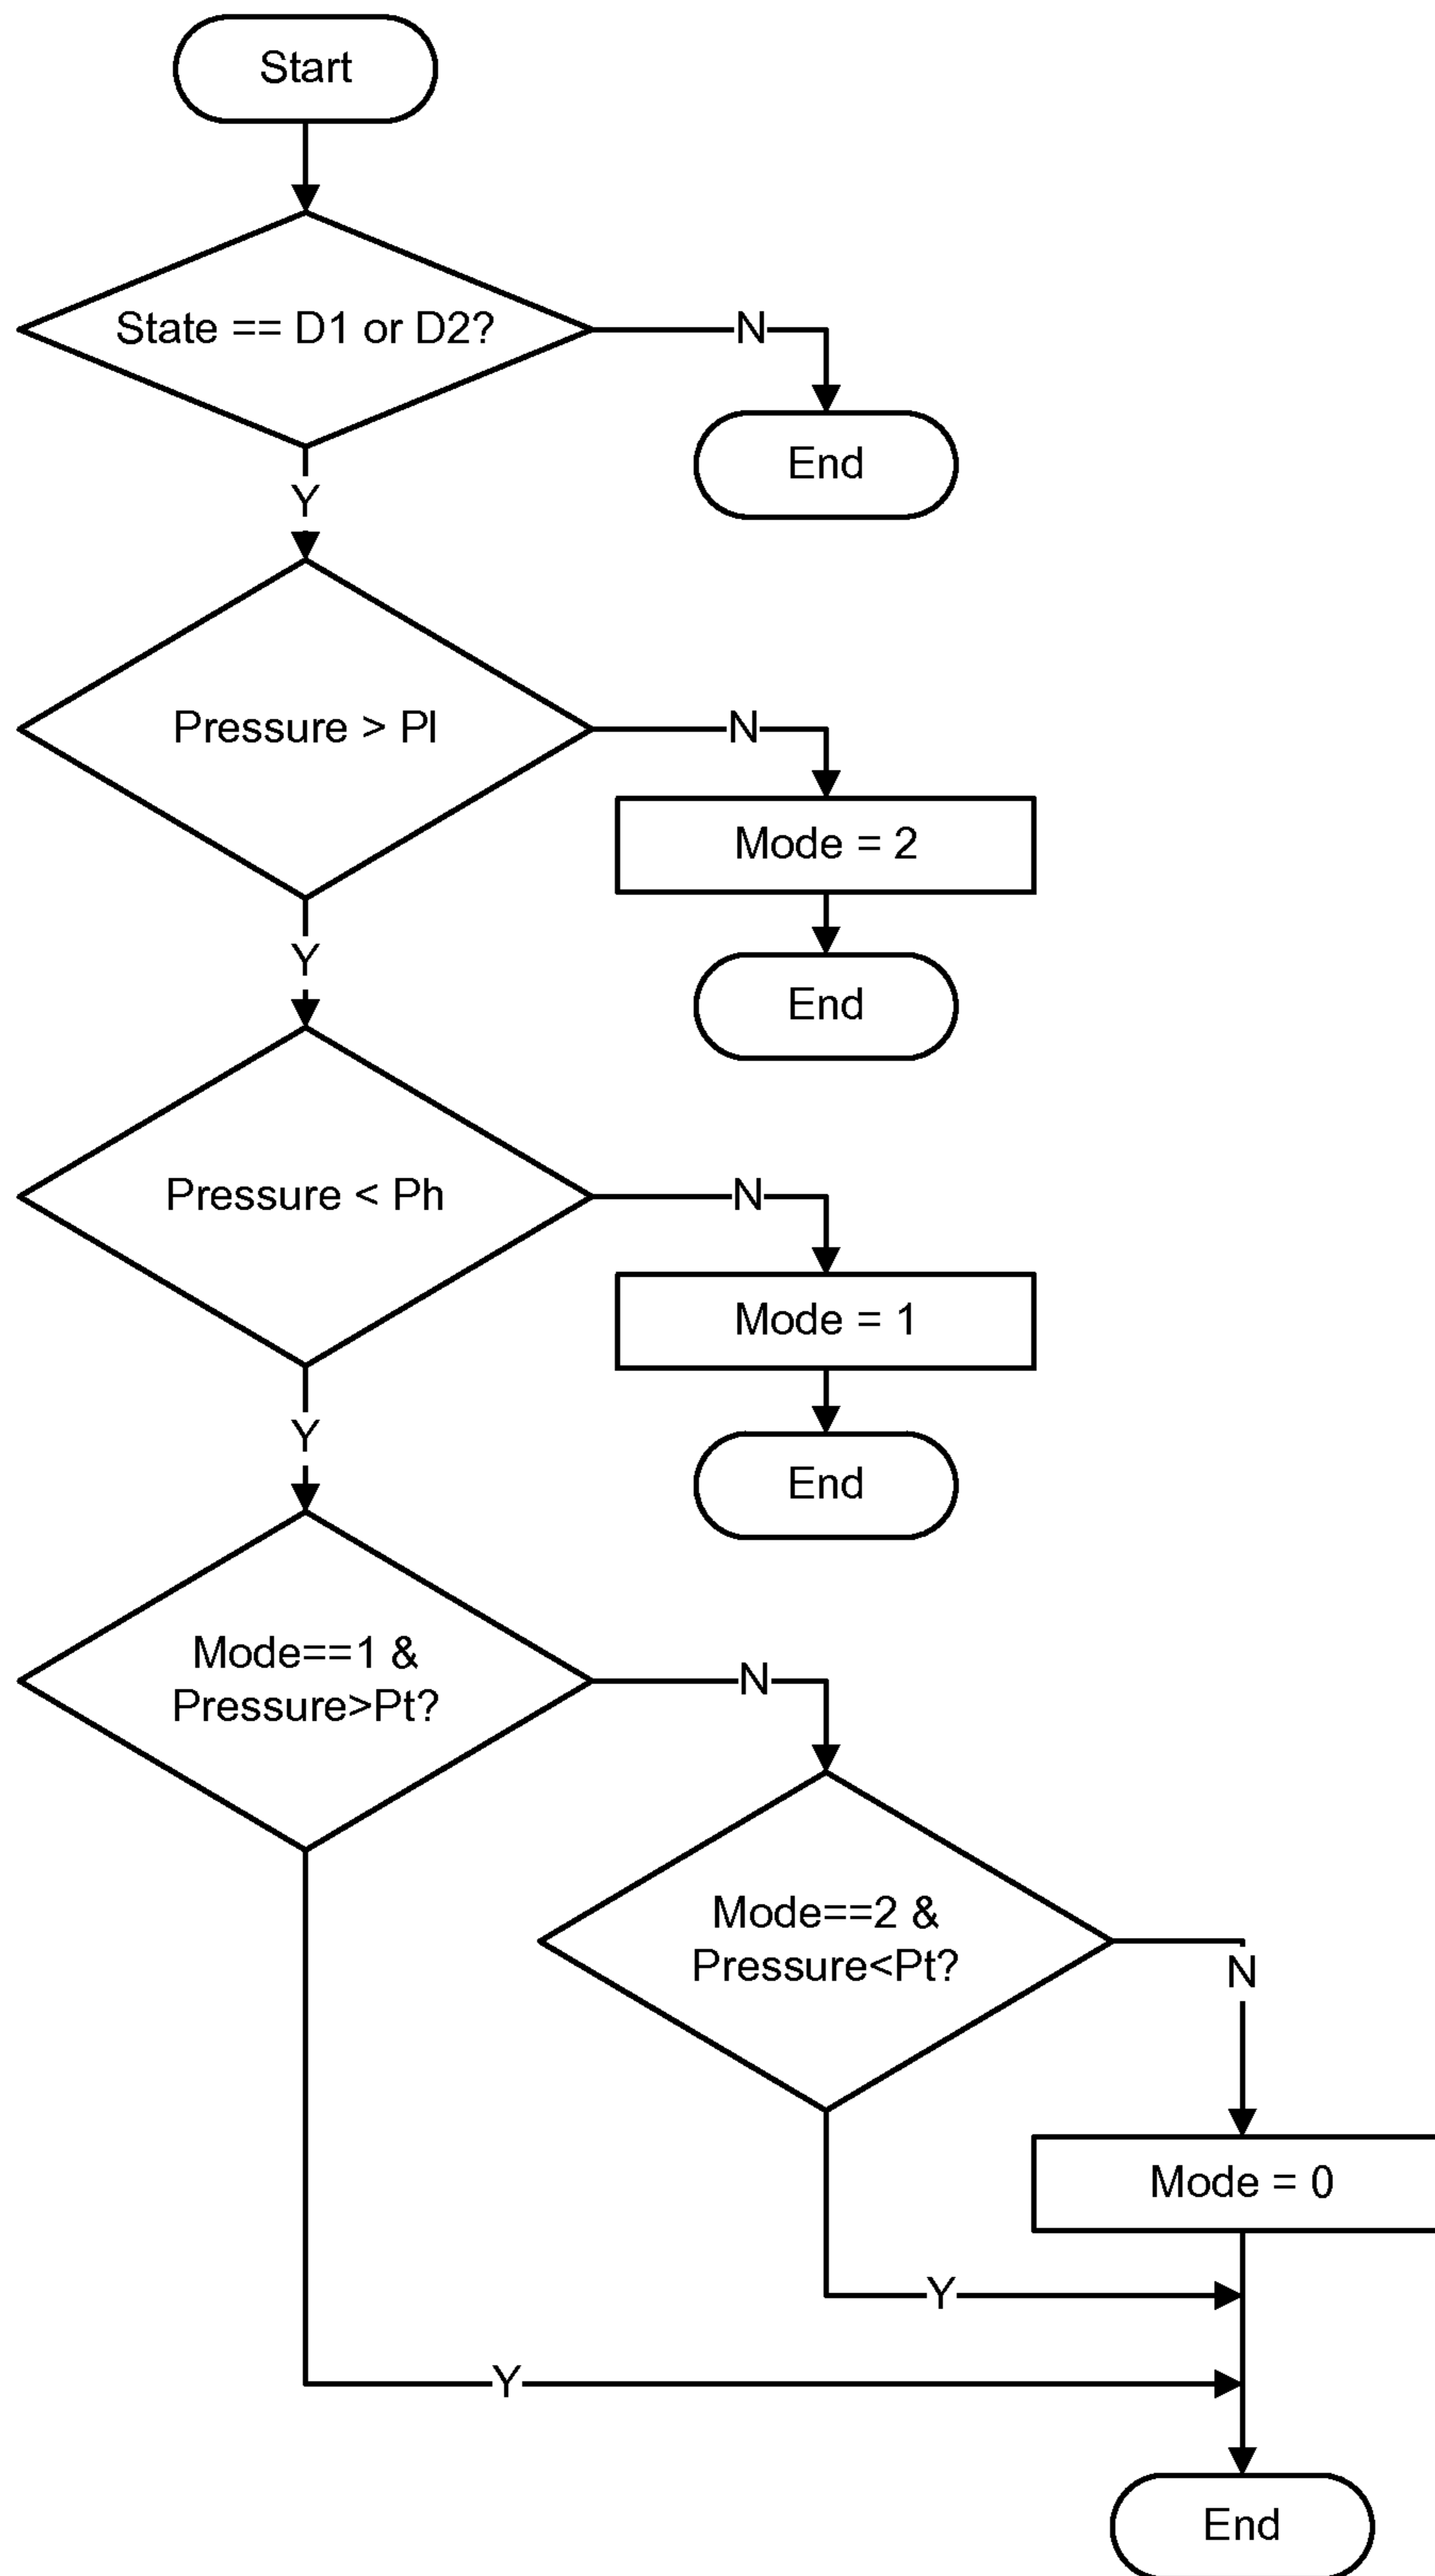 Start
State == D1 or D2?
N
End
Y
Pressure > Pl
N
Mode = 2
Y
End
Pressure < Ph
N
Mode = 1
Y
End
Mode==1 &
Pressure>Pt?
N
Mode==2 &
Pressure<Pt?
N
Mode = 0
Y
Y
End